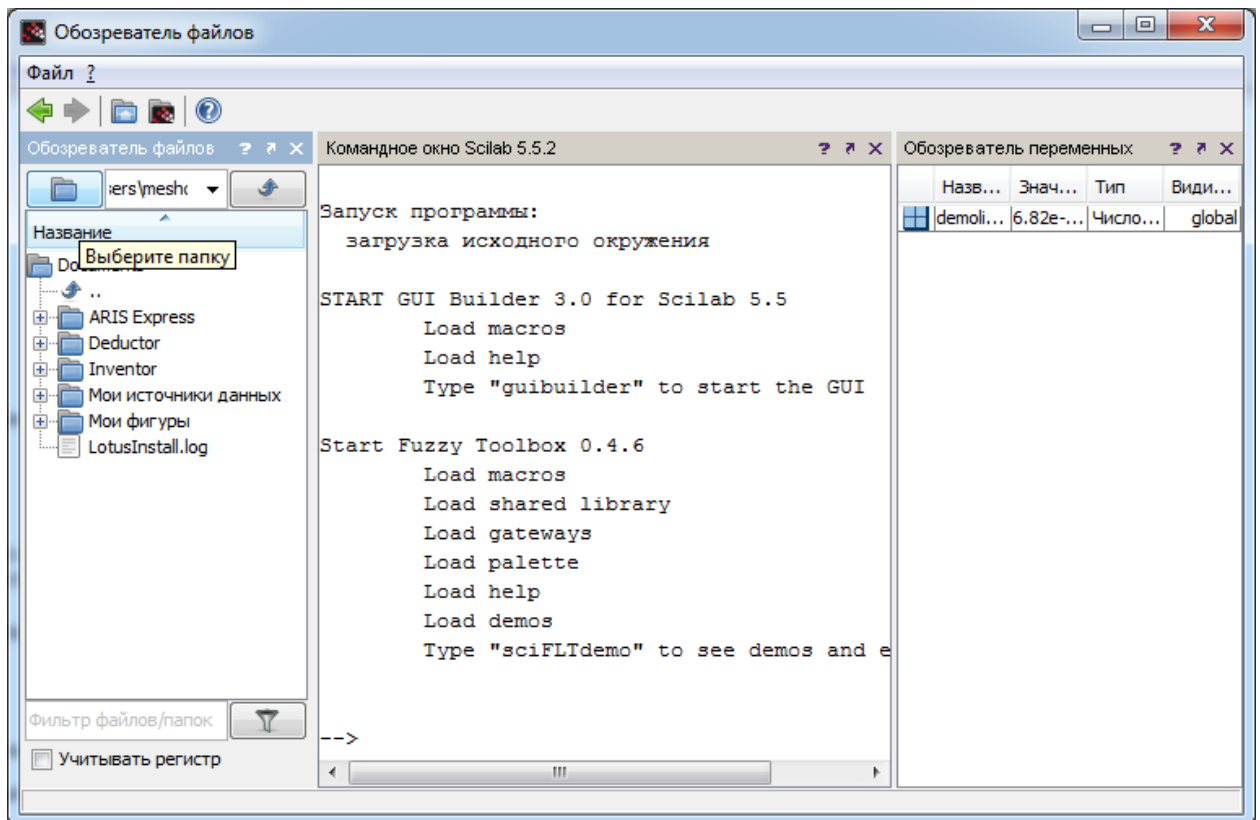 Обозреватель файлов
Файл ?
Обозреватель файлов
iers\mesho
Название
Выберите папку
..
ARIS Express
Deductor
Inventor
Мои источники данных
Мои фигуры
LotusInstall.log
Фильтр файлов/папок
Учитывать регистр
Командное окно Scilab 5.5.2
Запуск программы:
загрузка исходного окружения
START GUI Builder 3.0 for Scilab 5.5
Load macros
Load help
Type "guibuilder" to start the GUI
Start Fuzzy Toolbox 0.4.6
Load macros
Load shared library
Load gateways
Load palette
Load help
Load demos
Type "sciFLTdemo" to see demos and e
-->
Обозреватель переменных
Назв... Знач... Тип Види...
demoli... 6.82e-... Число... global